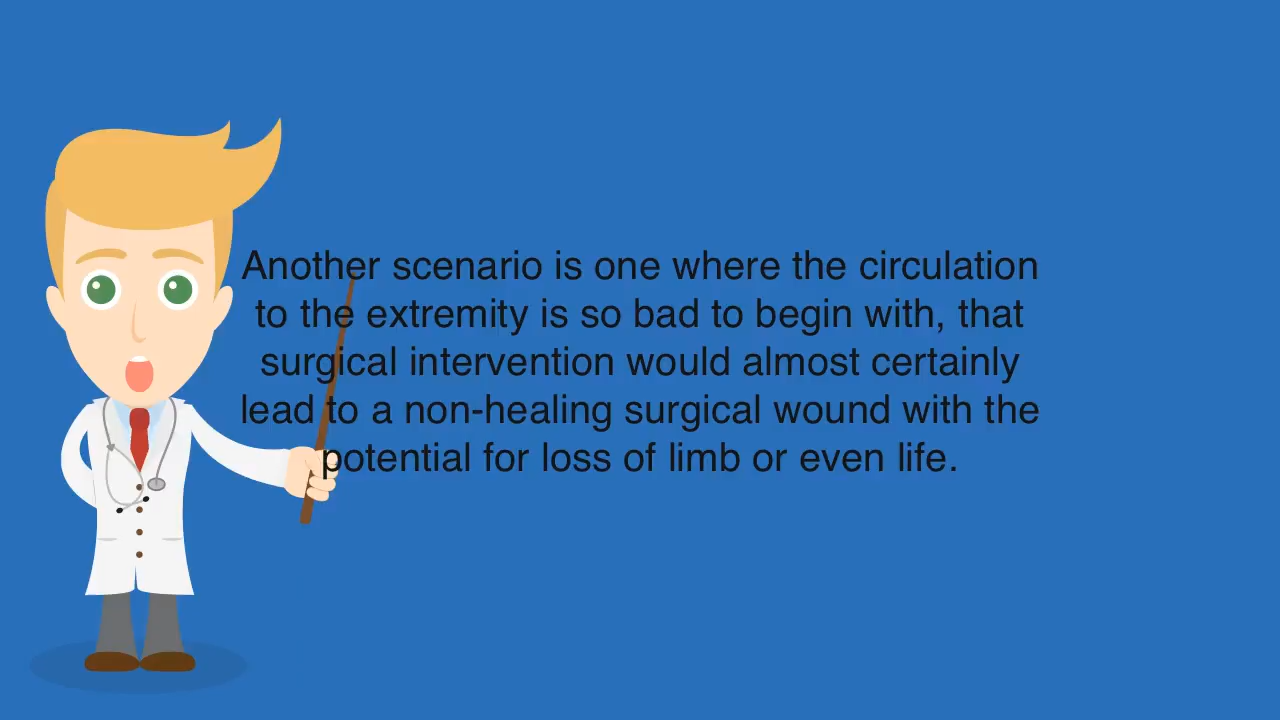 Another scenario is one where the circulation
to the extremity is so bad to begin with, that
surgical intervention would almost certainly
lead to a non-healing surgical wound with the
potential for loss of limb or even life.